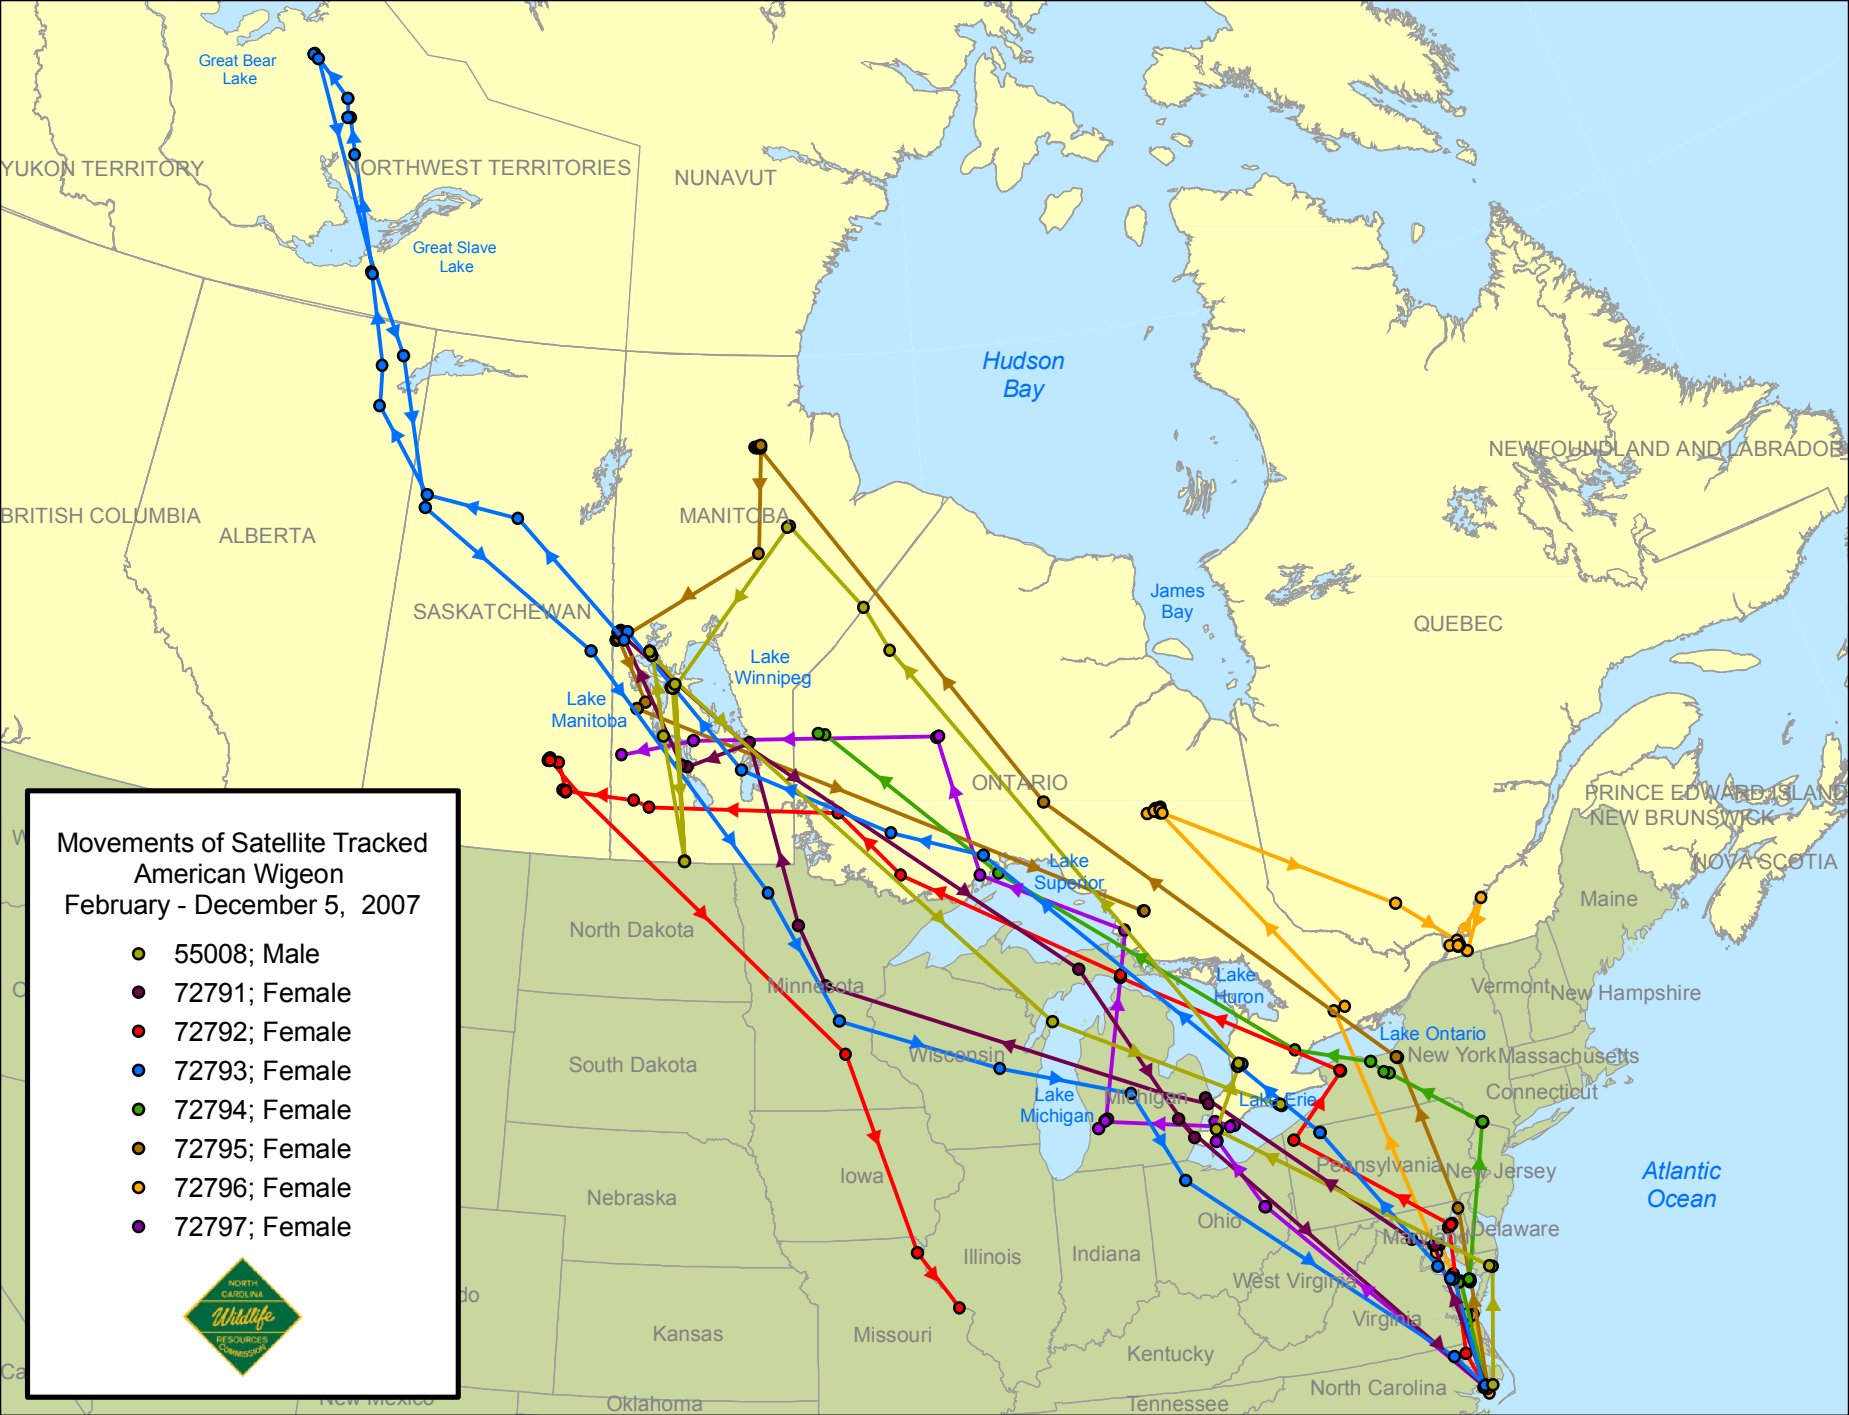 Great Bear
Lake
YUKON TERRITORY
NORTHWEST TERRITORIES
NUNAVUT
Great Slave
Lake
Hudson
Bay
NEWFOUNDLAND AND LABRADOR
BRITISH COLUMBIA
ALBERTA
MANITOBA
SASKATCHEWAN
James
Bay
QUEBEC
Lake
Winnipeg
Lake
Manitoba
ONTARIO
PRINCE EDWARD ISLAND
NEW BRUNSWICK
NOVA SCOTIA
Lake
Superior
Maine
North Dakota
Minnesota
Lake
Huron
Vermont
New Hampshire
Lake Ontario
New York
Massachusetts
Wisconsin
South Dakota
Connecticut
Lake
Michigan
Michigan
Lake Erie
Pennsylvania
New Jersey
Atlantic
Ocean
Iowa
Nebraska
Ohio
Maryland
Delaware
Illinois
Indiana
West Virginia
Virginia
Kansas
Missouri
Kentucky
North Carolina
Oklahoma
Tennessee
New Mexico
do
Ca
Movements of Satellite Tracked
American Wigeon
February - December 5,  2007
55008; Male
72791; Female
72792; Female
72793; Female
72794; Female
72795; Female
72796; Female
72797; Female
NORTH
CAROLINA
Wildlife
RESOURCES
COMMISSION